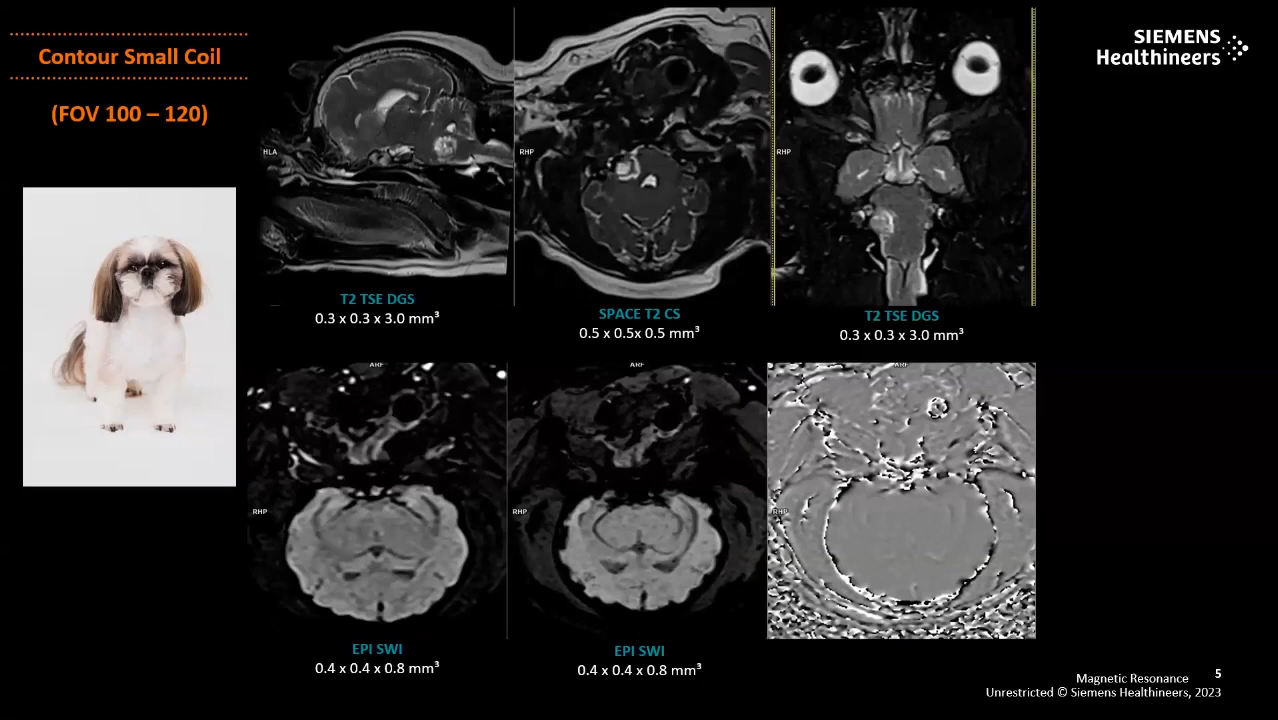 Contour Small Coil
(FOV 100 – 120)
SIEMENS
Healthineers
HLA
RHP
RHP
T2 TSE DGS
0.3 x 0.3 x 3.0 mm³
SPACE T2 CS
0.5 x 0.5x 0.5 mm³
T2 TSE DGS
0.3 x 0.3 x 3.0 mm³
ARF
ARF
ARF
RHP
RHP
RHP
EPI SWI
0.4 x 0.4 x 0.8 mm³
EPI SWI
0.4 x 0.4 x 0.8 mm³
Magnetic Resonance 5
Unrestricted © Siemens Healthineers, 2023